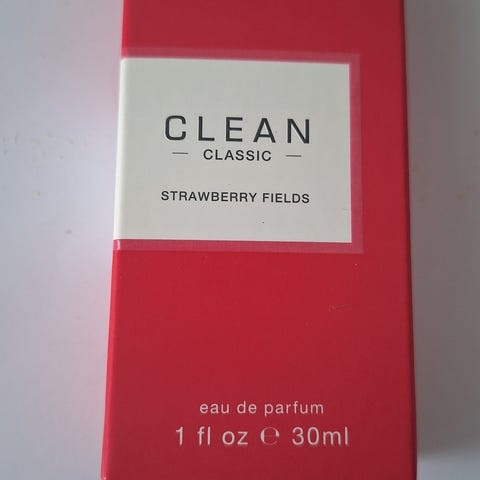 CLEAN
— CLASSIC —
STRAWBERRY FIELDS
eau de parfum
1 fl oz ℮ 30ml